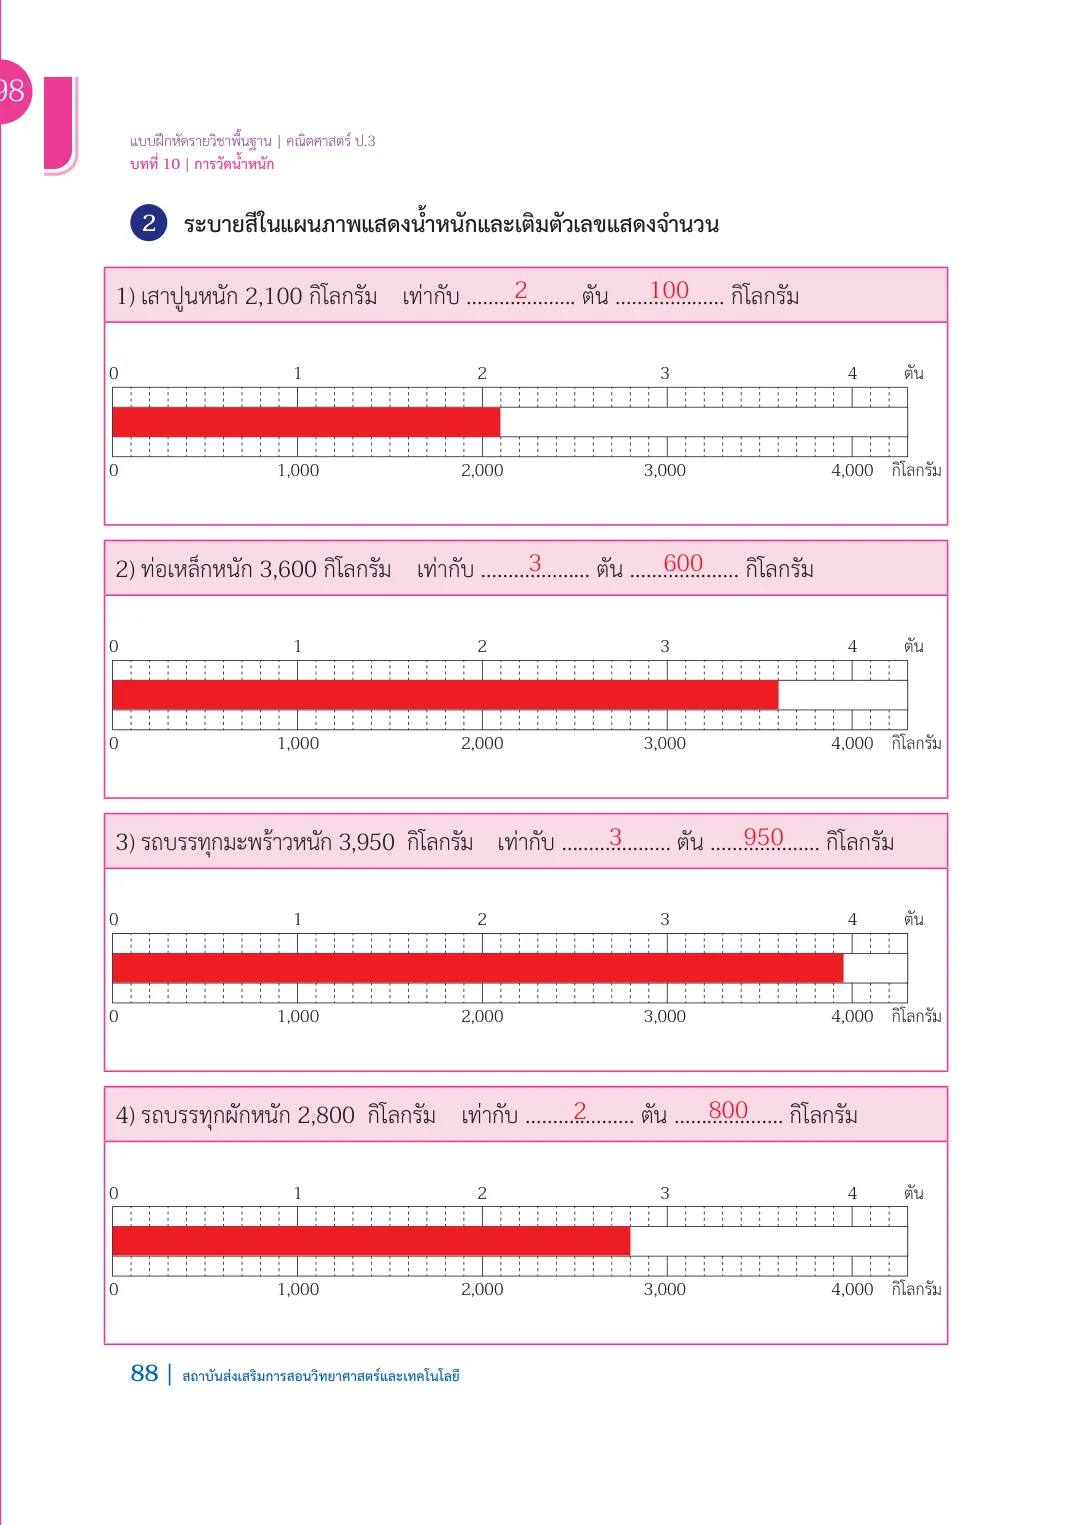 98
แบบฝึกหัดรายวิชาพื้นฐาน | คณิตศาสตร์ ป.3
บทที่ 10 | การวัดน้ำหนัก
2 ระบายสีในแผนภาพแสดงน้ำหนักและเติมตัวเลขแสดงจำนวน
1) เสาปูนหนัก 2,100 กิโลกรัม เท่ากับ .........2......... ตัน .........100......... กิโลกรัม
0 1 2 3 4 ตัน
0 1,000 2,000 3,000 4,000 กิโลกรัม
2) ท่อเหล็กหนัก 3,600 กิโลกรัม เท่ากับ .........3......... ตัน .........600......... กิโลกรัม
0 1 2 3 4 ตัน
0 1,000 2,000 3,000 4,000 กิโลกรัม
3) รถบรรทุกมะพร้าวหนัก 3,950 กิโลกรัม เท่ากับ .........3......... ตัน .........950......... กิโลกรัม
0 1 2 3 4 ตัน
0 1,000 2,000 3,000 4,000 กิโลกรัม
4) รถบรรทุกผักหนัก 2,800 กิโลกรัม เท่ากับ .........2......... ตัน .........800......... กิโลกรัม
0 1 2 3 4 ตัน
0 1,000 2,000 3,000 4,000 กิโลกรัม
88 | สถาบันส่งเสริมการสอนวิทยาศาสตร์และเทคโนโลยี